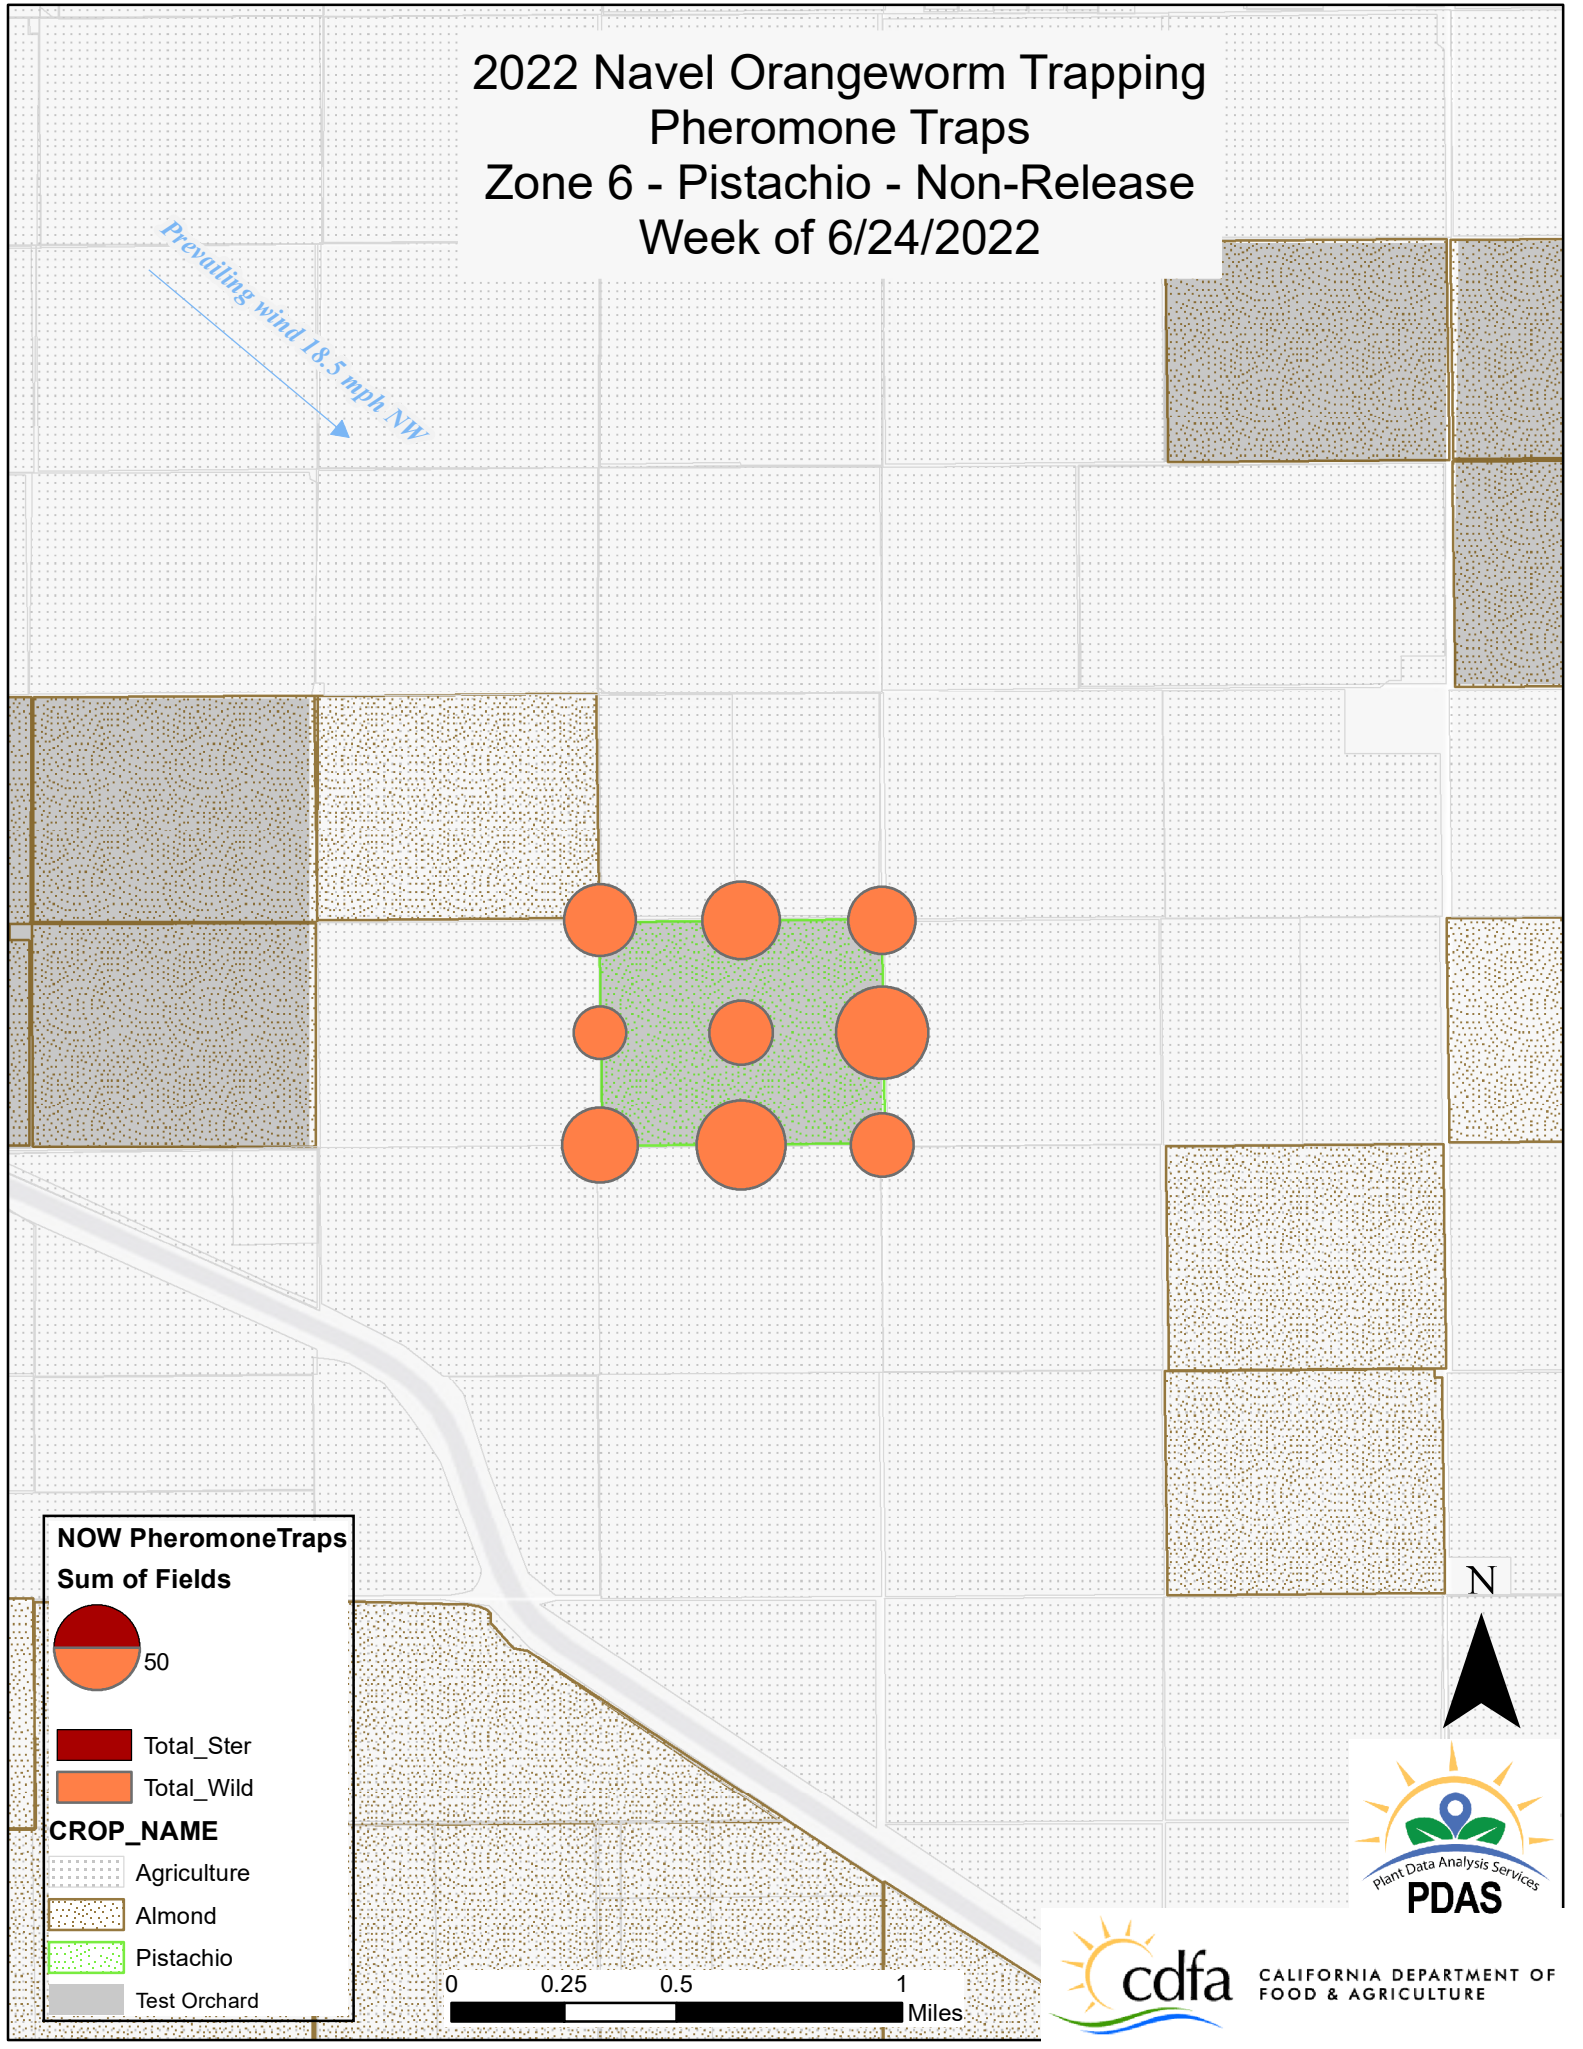 2022 Navel Orangeworm Trapping
Pheromone Traps
Zone 6 - Pistachio - Non-Release
Week of 6/24/2022
Prevailing wind 18.5 mph NW
NOW PheromoneTraps
Sum of Fields
50
Total_Ster
Total_Wild
CROP_NAME
Agriculture
Almond
Pistachio
Test Orchard
0 0.25 0.5 1
Miles
N
Plant Data Analysis Services
PDAS
cdfa
CALIFORNIA DEPARTMENT OF
FOOD & AGRICULTURE